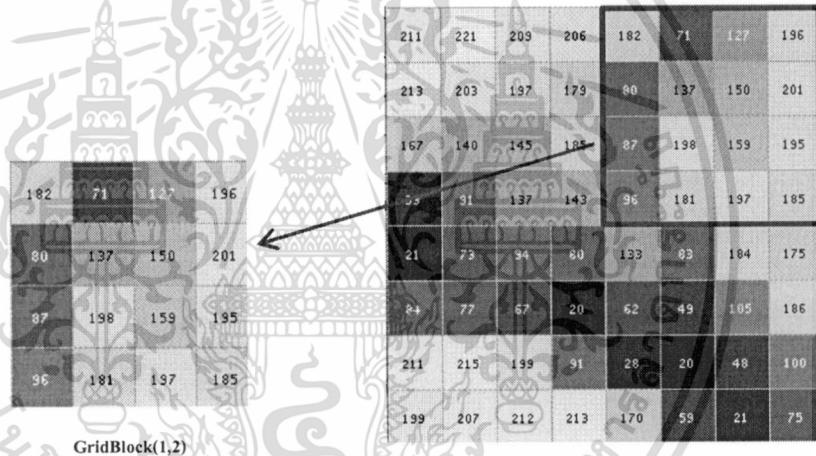 182 71 127 196
80 137 150 201
87 198 159 195
96 181 197 185
GridBlock(1,2)
211 221 209 206 182 71 127 196
213 203 197 179 80 137 150 201
167 140 145 185 87 198 159 195
91 137 143 96 181 197 185
21 73 94 80 133 83 184 175
84 77 67 20 62 49 105 186
211 215 199 91 28 20 48 100
199 207 212 213 170 59 21 75